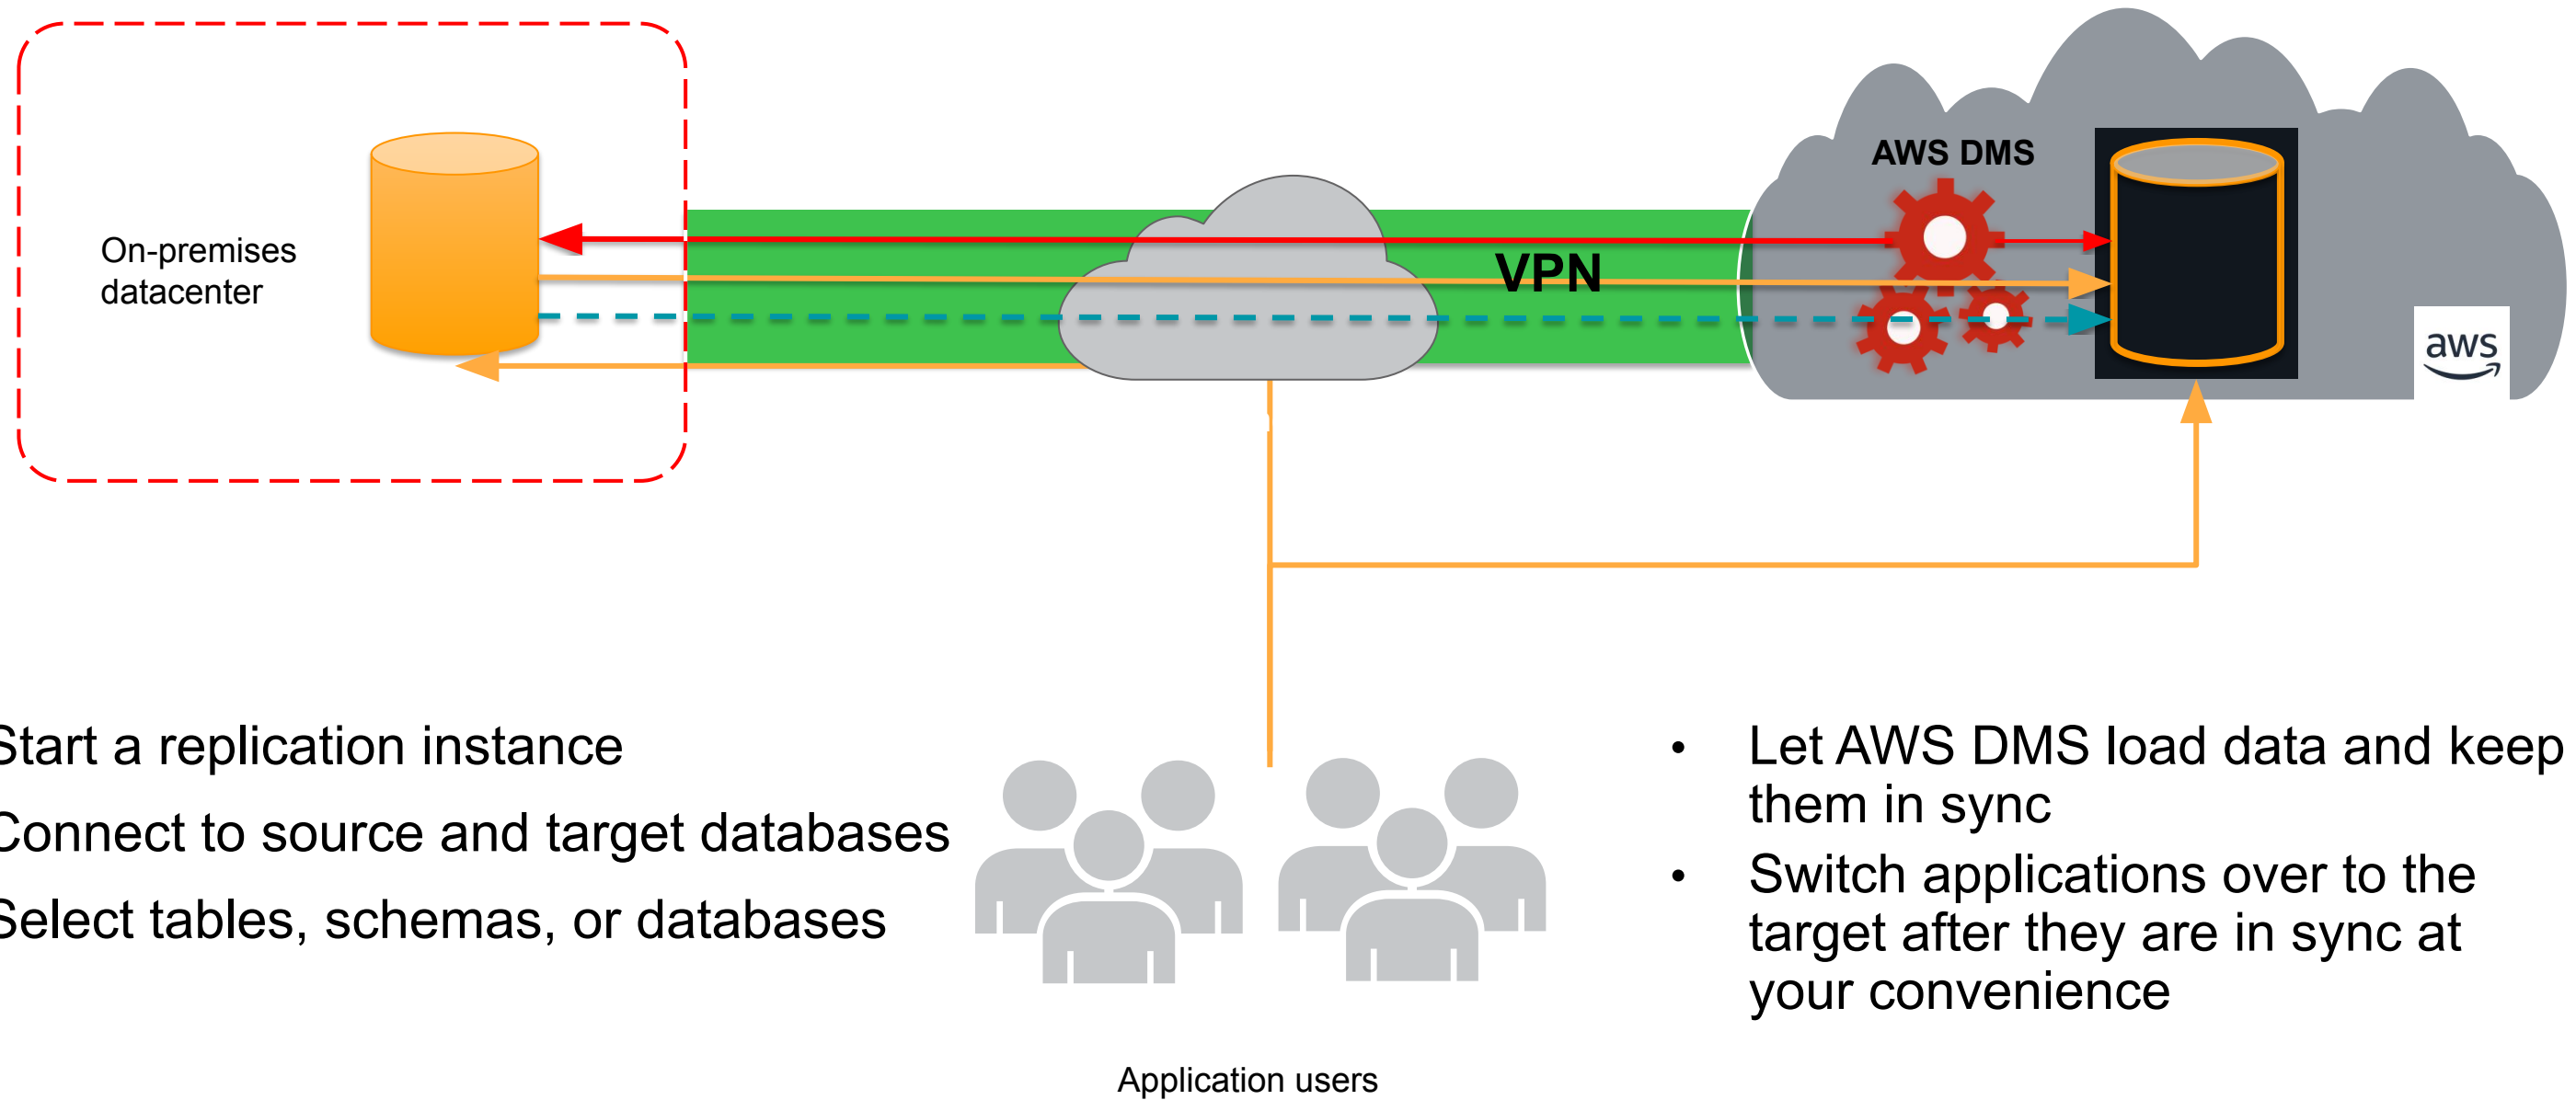 AWS DMS
On-premises
datacenter
VPN
aws
Start a replication instance
Connect to source and target databases
Select tables, schemas, or databases
• Let AWS DMS load data and keep
them in sync
• Switch applications over to the
target after they are in sync at
your convenience
Application users